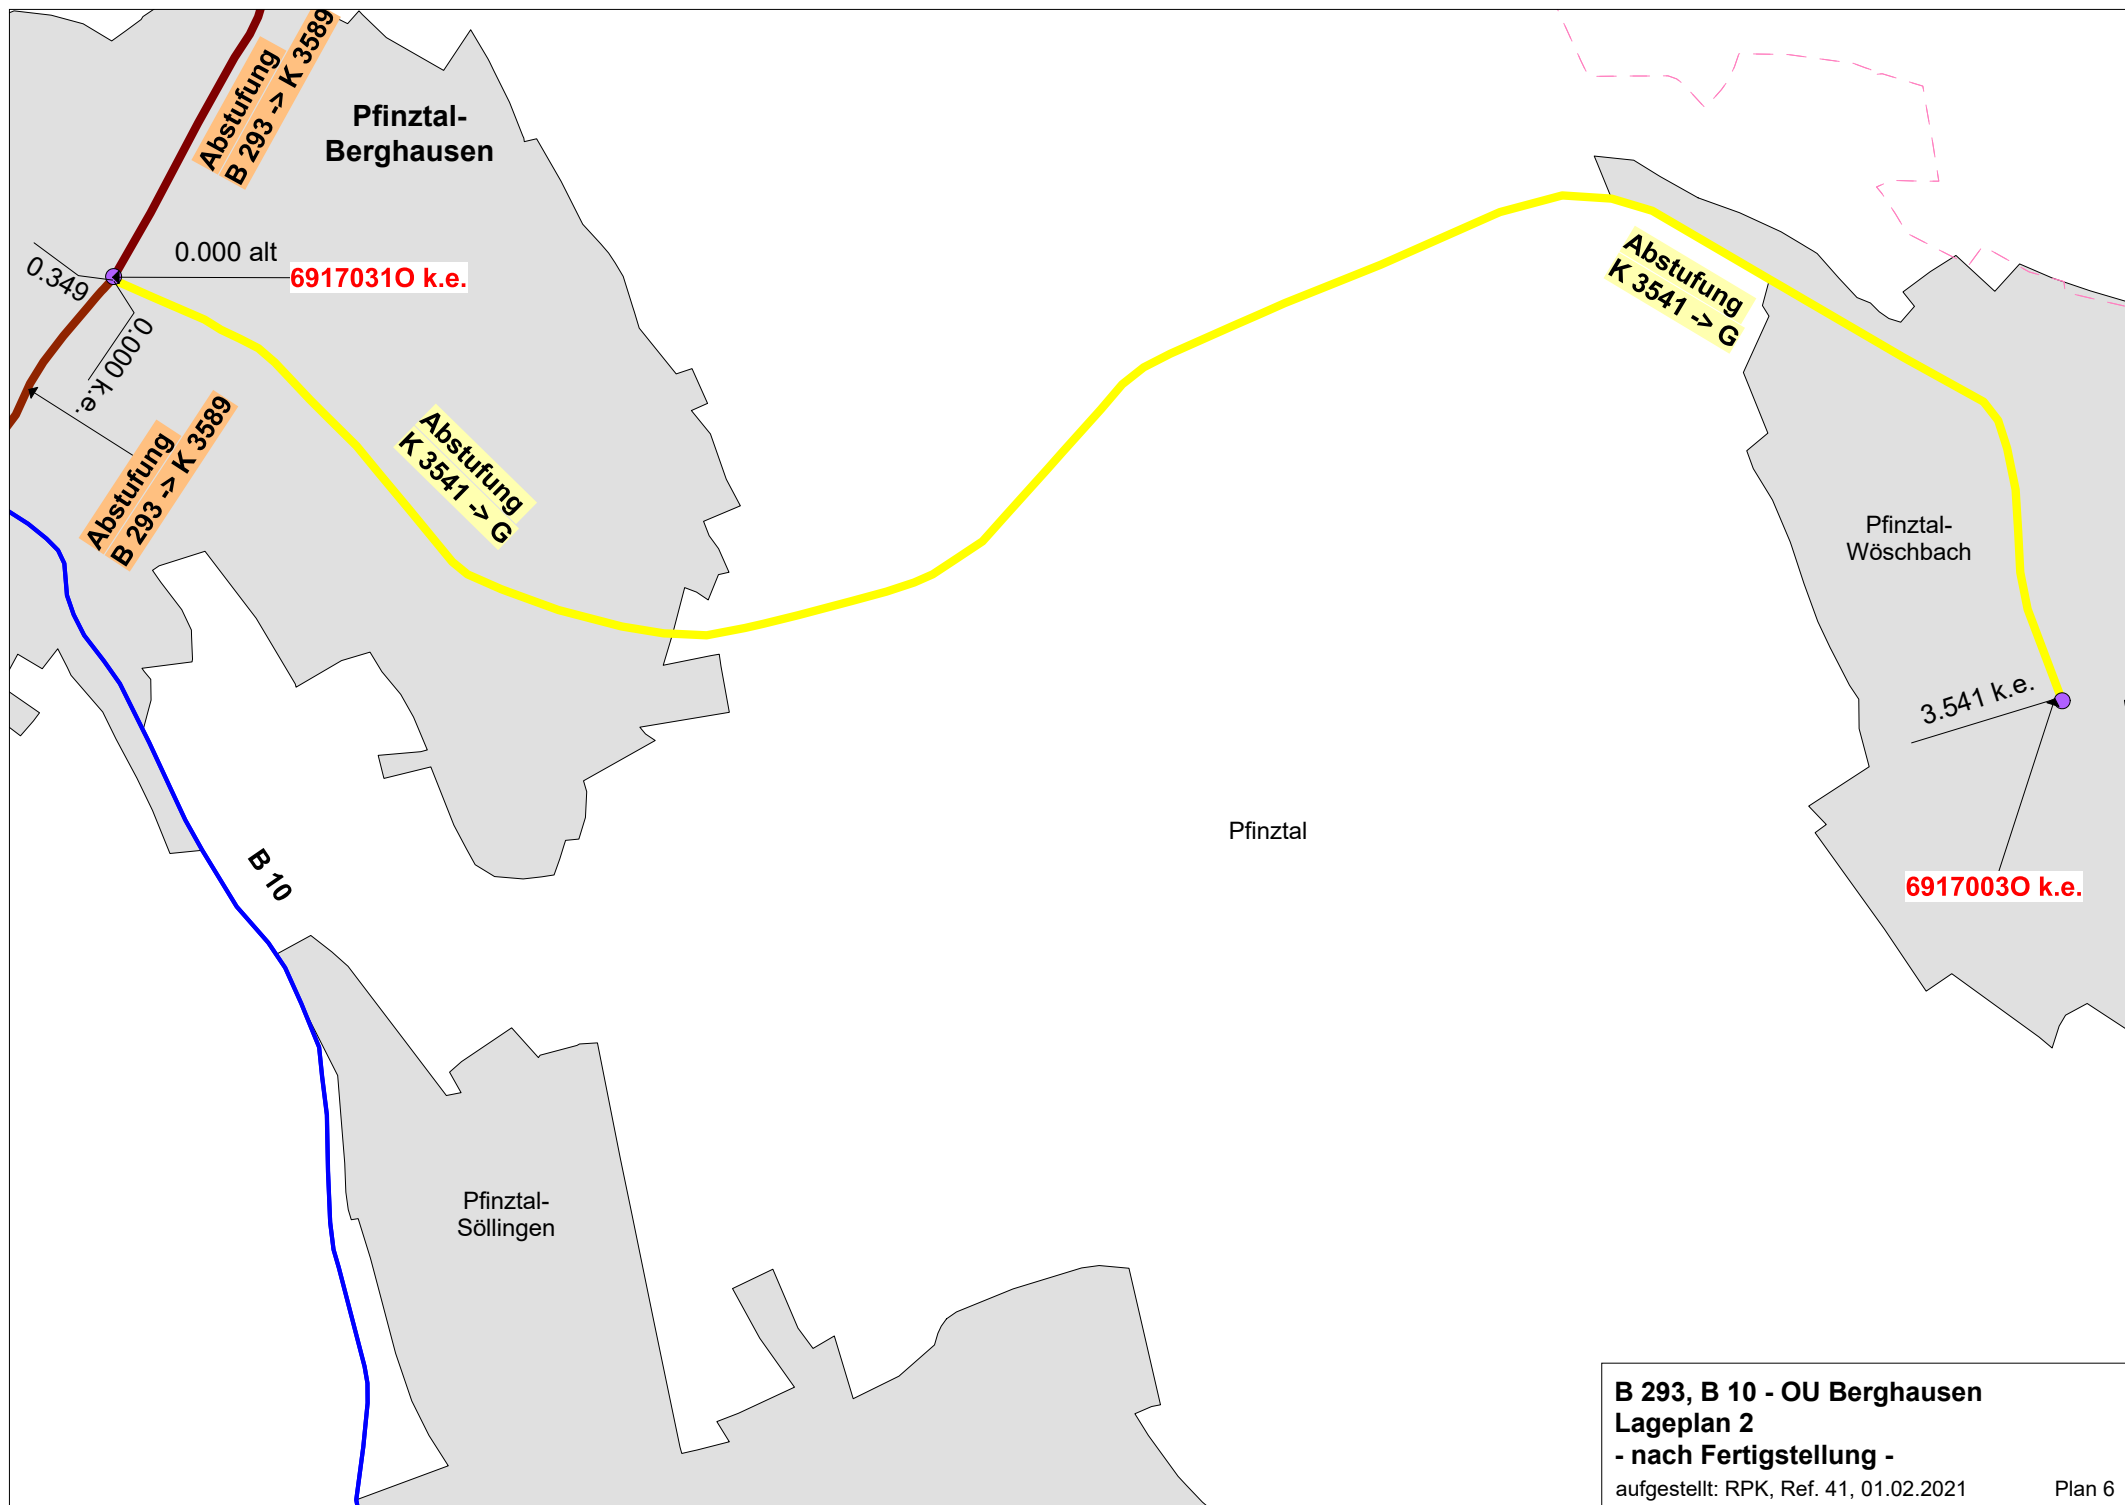 Abstufung
B 293 -> K 3589
Pfinztal-
Berghausen
0.000 alt
6917031O k.e.
0.349
0.000 k.e.
Abstufung
B 293 -> K 3589
Abstufung
K 3541 -> G
Abstufung
K 3541 -> G
Pfinztal-
Wöschbach
3.541 k.e.
6917003O k.e.
Pfinztal
B 10
Pfinztal-
Söllingen
B 293, B 10 - OU Berghausen
Lageplan 2
- nach Fertigstellung -
aufgestellt: RPK, Ref. 41, 01.02.2021 Plan 6